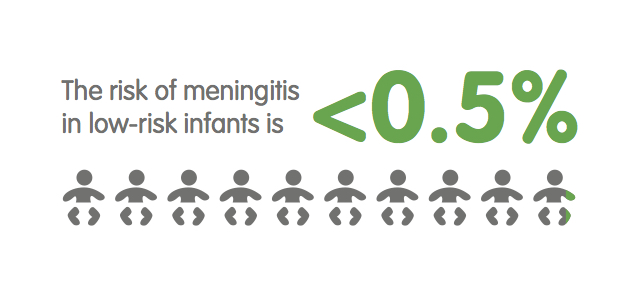 The risk of meningitis
in low-risk infants is
<0.5%